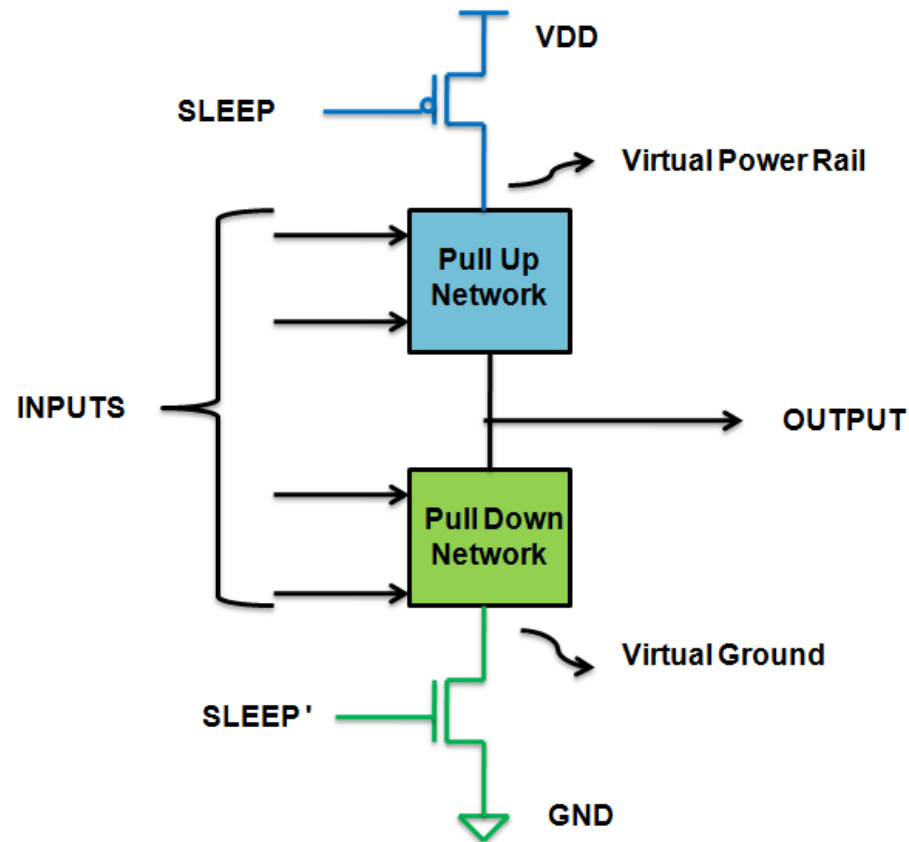 VDD
SLEEP
Virtual Power Rail
Pull Up
Network
INPUTS
OUTPUT
Pull Down
Network
Virtual Ground
SLEEP'
GND